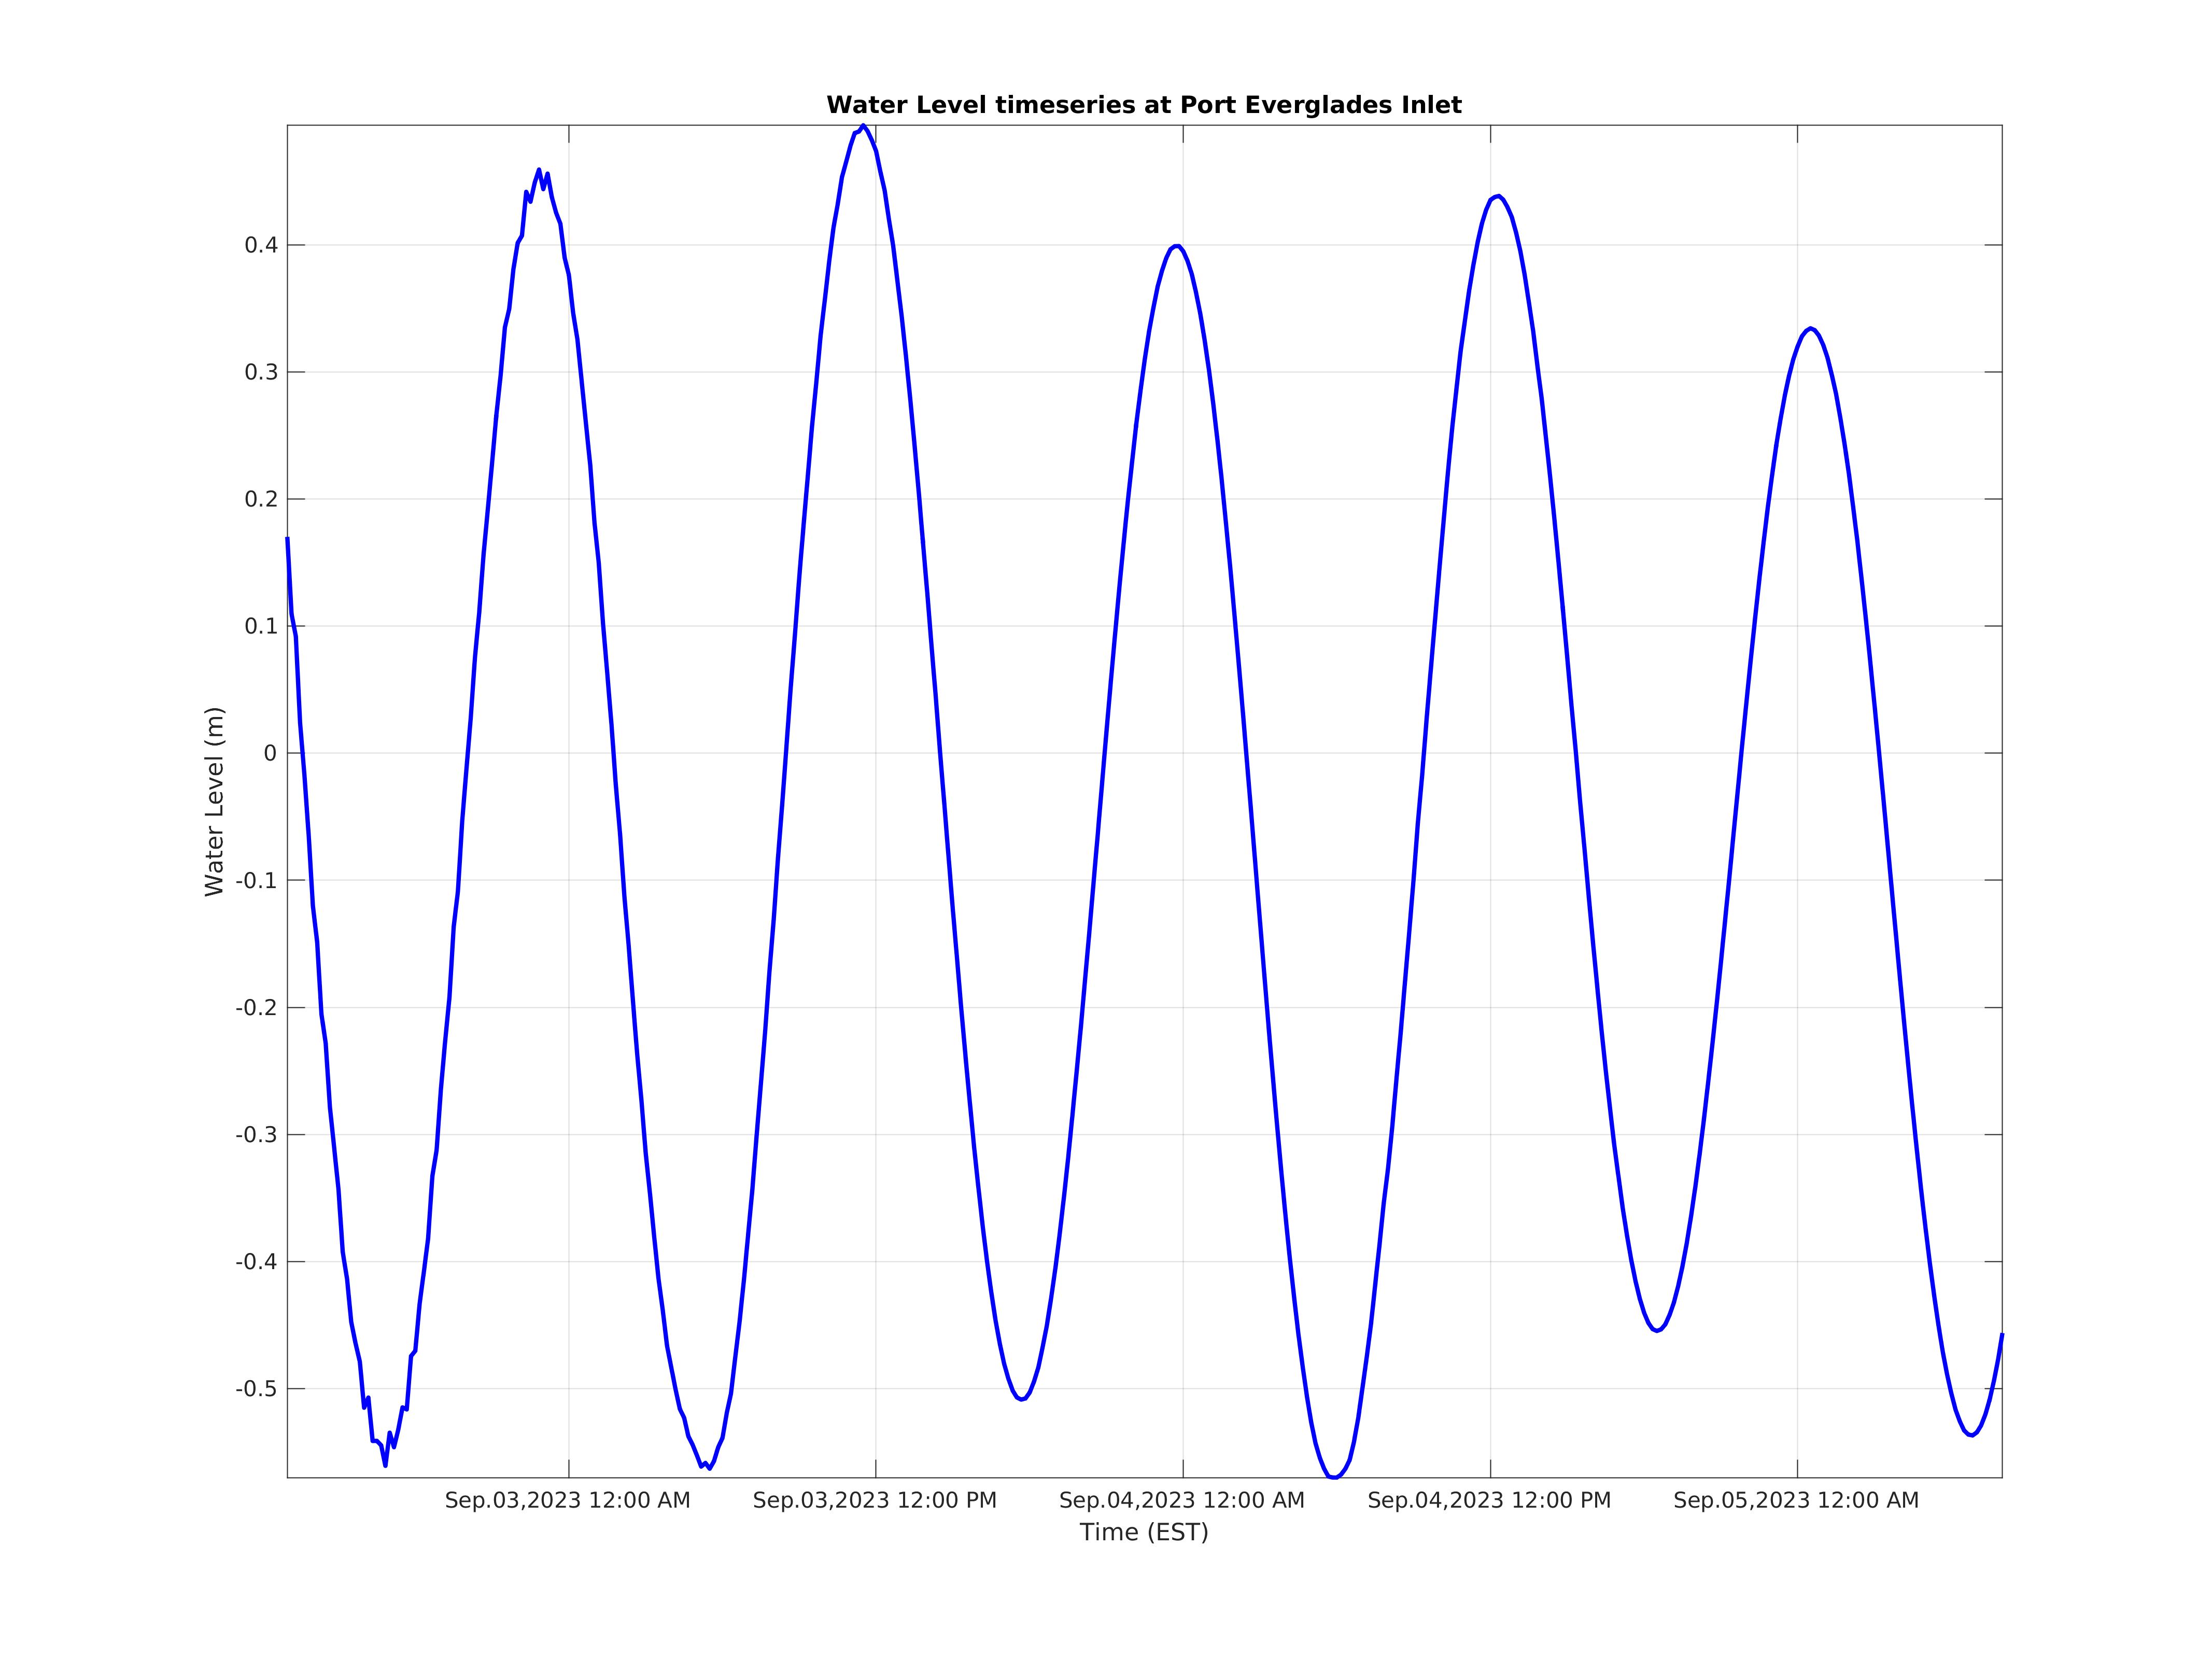 Water Level timeseries at Port Everglades Inlet
0.4
0.3
0.2
0.1
0
-0.1
-0.2
-0.3
-0.4
-0.5
Water Level (m)
Sep.03,2023 12:00 AM
Sep.03,2023 12:00 PM
Sep.04,2023 12:00 AM
Sep.04,2023 12:00 PM
Sep.05,2023 12:00 AM
Time (EST)